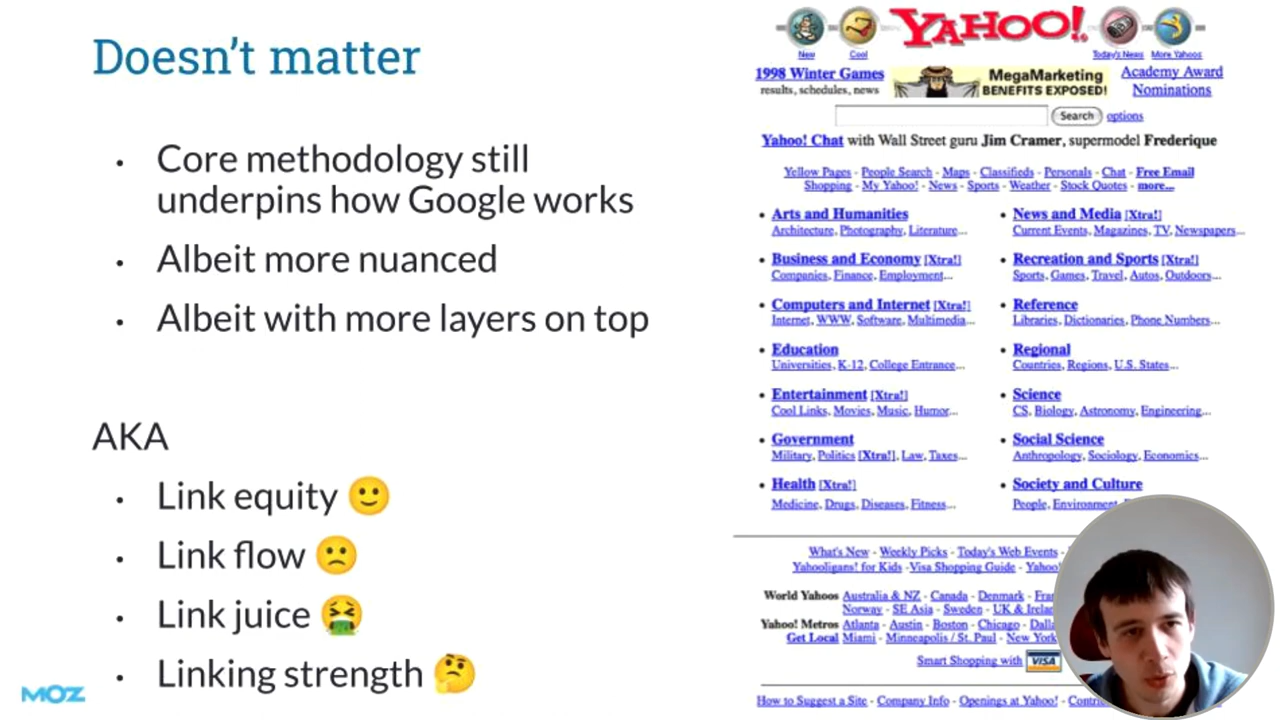 Doesn’t matter
• Core methodology still
underpins how Google works
• Albeit more nuanced
• Albeit with more layers on top
AKA
• Link equity 🙂
• Link flow 🙁
• Link juice 🤮
• Linking strength 🤔
MOZ
YAHOO!
New
Cool
Today's News
More Yahoos
1998 Winter Games
results, schedules, news
MegaMarketing
BENEFITS EXPOSED!
Academy Award
Nominations
Search options
Yahoo! Chat with Wall Street guru Jim Cramer, supermodel Frederique
Yellow Pages - People Search - Maps - Classifieds - Personals - Chat - Free Email
Shopping - My Yahoo! - News - Sports - Weather - Stock Quotes - more...
• Arts and Humanities
Architecture, Photography, Literature...
• Business and Economy [Xtra!]
Companies, Finance, Employment...
• Computers and Internet [Xtra!]
Internet, WWW, Software, Multimedia...
• Education
Universities, K-12, College Entrance...
• Entertainment [Xtra!]
Cool Links, Movies, Music, Humor...
• Government
Military, Politics [Xtra!], Law, Taxes...
• Health [Xtra!]
Medicine, Drugs, Diseases, Fitness...
• News and Media [Xtra!]
Current Events, Magazines, TV, Newspapers...
• Recreation and Sports [Xtra!]
Sports, Games, Travel, Autos, Outdoors...
• Reference
Libraries, Dictionaries, Phone Numbers...
• Regional
Countries, Regions, U.S. States...
• Science
CS, Biology, Astronomy, Engineering...
• Social Science
Anthropology, Sociology, Economics...
• Society and Culture
People, Environment,
What's New - Weekly Picks - Today's Web Events -
Yahooligans! for Kids - Visa Shopping Guide - Yahoo!
World Yahoos Australia & NZ - Canada - Denmark -
Norway - SE Asia - Sweden - UK &
Yahoo! Metros Atlanta - Austin - Boston - Chicago -
Get Local Miami - Minneapolis / St. Paul - New York
Smart Shopping with VISA
How to Suggest a Site - Company Info - Openings at Yahoo! -